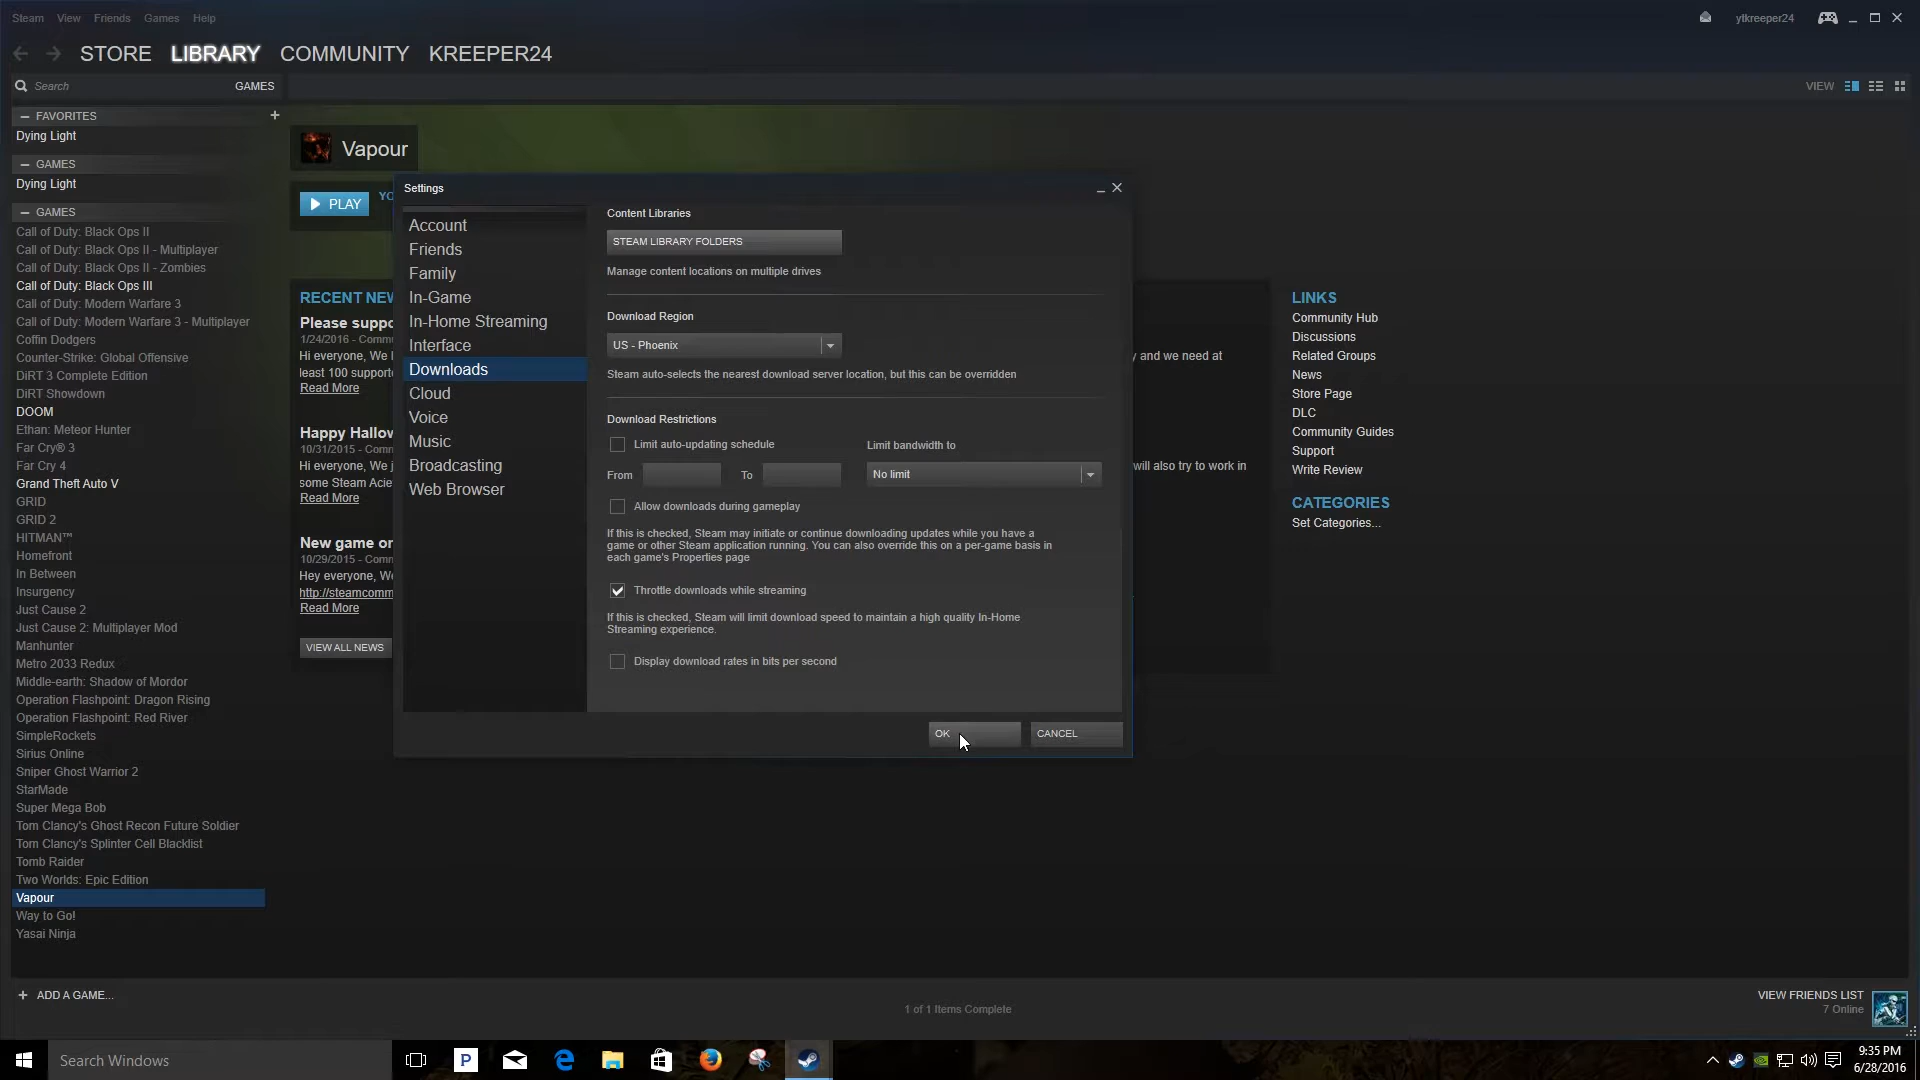 Steam View Friends Games Help
ytkreeper24
STORE LIBRARY COMMUNITY KREEPER24
Search GAMES
VIEW
— FAVORITES +
Dying Light
— GAMES
Dying Light
— GAMES
Call of Duty: Black Ops II
Call of Duty: Black Ops II - Multiplayer
Call of Duty: Black Ops II - Zombies
Call of Duty: Black Ops III
Call of Duty: Modern Warfare 3
Call of Duty: Modern Warfare 3 - Multiplayer
Coffin Dodgers
Counter-Strike: Global Offensive
DiRT 3 Complete Edition
DiRT Showdown
DOOM
Ethan: Meteor Hunter
Far Cry® 3
Far Cry 4
Grand Theft Auto V
GRID
GRID 2
HITMAN™
Homefront
In Between
Insurgency
Just Cause 2
Just Cause 2: Multiplayer Mod
Manhunter
Metro 2033 Redux
Middle-earth: Shadow of Mordor
Operation Flashpoint: Dragon Rising
Operation Flashpoint: Red River
SimpleRockets
Sirius Online
Sniper Ghost Warrior 2
StarMade
Super Mega Bob
Tom Clancy's Ghost Recon Future Soldier
Tom Clancy's Splinter Cell Blacklist
Tomb Raider
Two Worlds: Epic Edition
Vapour
Way to Go!
Yasai Ninja
Vapour
PLAY
YO
RECENT NEW
Please suppo
1/24/2016 - Commu
Hi everyone, We l
least 100 supporte
Read More
Happy Hallow
10/31/2015 - Comm
Hi everyone, We j
some Steam Aciev
Read More
New game on
10/29/2015 - Comm
Hey everyone, We
http://steamcomm
Read More
VIEW ALL NEWS
y and we need at
will also try to work in
Settings
Account
Friends
Family
In-Game
In-Home Streaming
Interface
Downloads
Cloud
Voice
Music
Broadcasting
Web Browser
Content Libraries
STEAM LIBRARY FOLDERS
Manage content locations on multiple drives
Download Region
US - Phoenix
Steam auto-selects the nearest download server location, but this can be overridden
Download Restrictions
Limit auto-updating schedule
Limit bandwidth to
From To
No limit
Allow downloads during gameplay
If this is checked, Steam may initiate or continue downloading updates while you have a
game or other Steam application running. You can also override this on a per-game basis in
each game's Properties page
Throttle downloads while streaming
If this is checked, Steam will limit download speed to maintain a high quality In-Home
Streaming experience.
Display download rates in bits per second
OK CANCEL
LINKS
Community Hub
Discussions
Related Groups
News
Store Page
DLC
Community Guides
Support
Write Review
CATEGORIES
Set Categories...
+ ADD A GAME...
1 of 1 Items Complete
VIEW FRIENDS LIST
7 Online
Search Windows
P
9:35 PM
6/28/2016